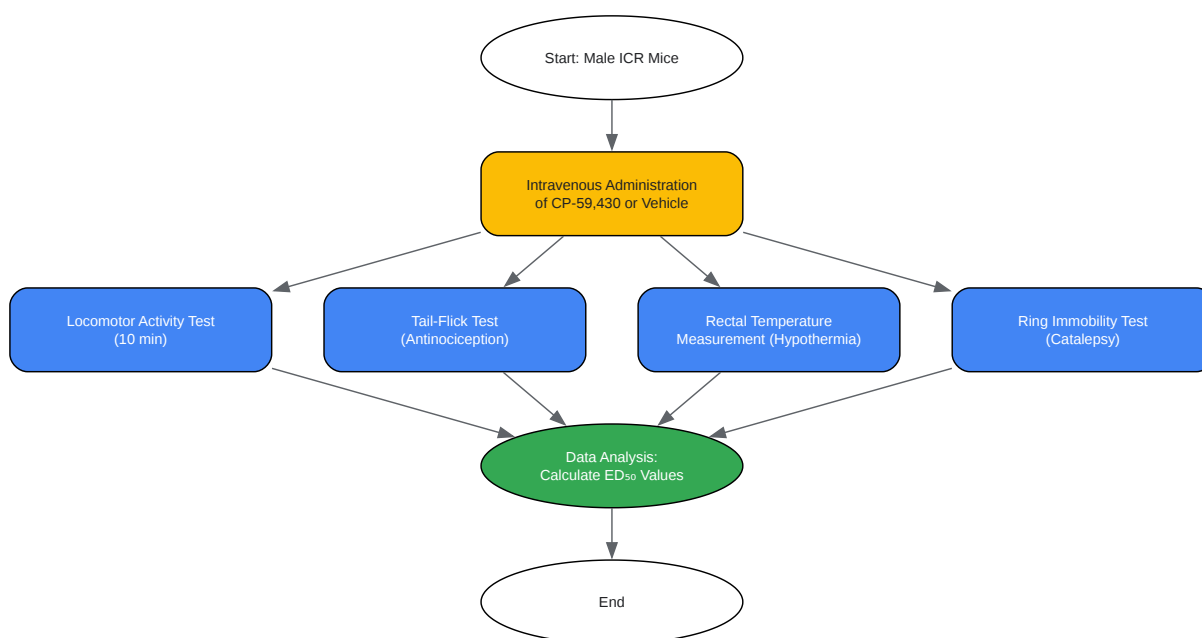 Start: Male ICR Mice
Intravenous Administration
of CP-59,430 or Vehicle
Locomotor Activity Test
(10 min)
Tail-Flick Test
(Antinociception)
Rectal Temperature
Measurement (Hypothermia)
Ring Immobility Test
(Catalepsy)
Data Analysis:
Calculate ED₅₀ Values
End